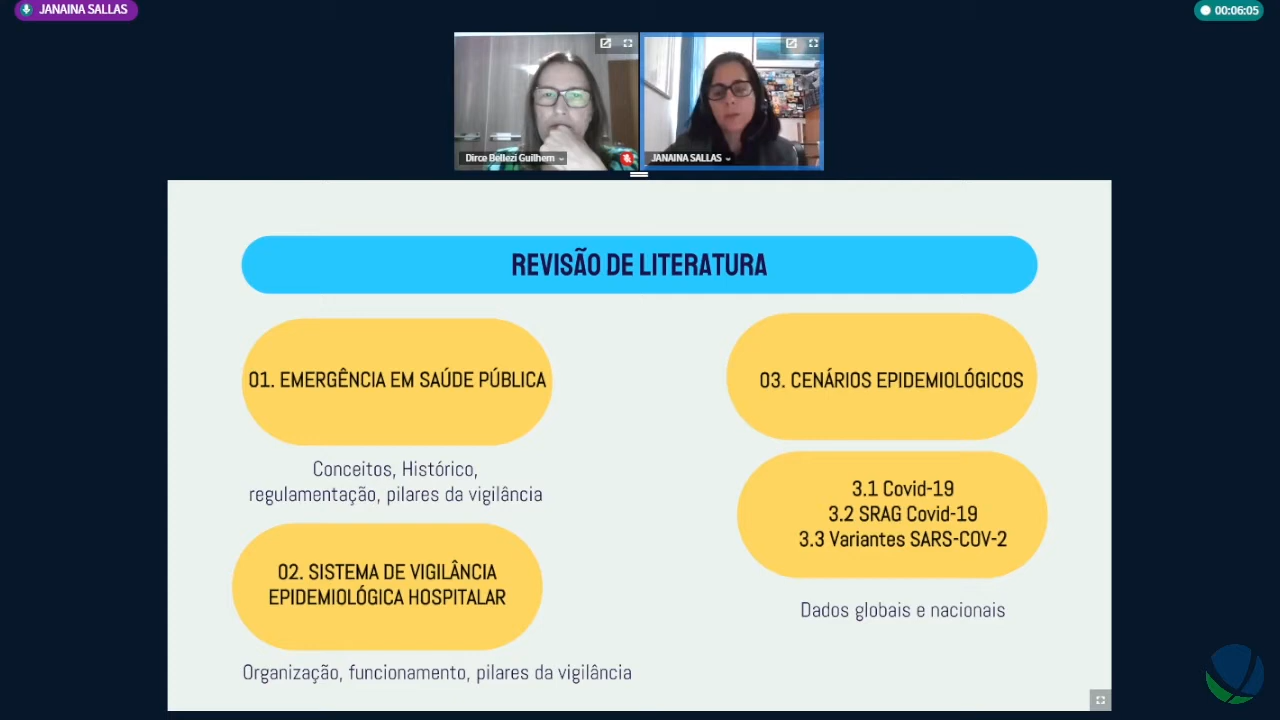 JANAINA SALLAS
00:06:05
Dirce Bellezi Guilhem
JANAINA SALLAS
REVISÃO DE LITERATURA
01. EMERGÊNCIA EM SAÚDE PÚBLICA
Conceitos, Histórico,
regulamentação, pilares da vigilância
02. SISTEMA DE VIGILÂNCIA
EPIDEMIOLÓGICA HOSPITALAR
Organização, funcionamento, pilares da vigilância
03. CENÁRIOS EPIDEMIOLÓGICOS
3.1 Covid-19
3.2 SRAG Covid-19
3.3 Variantes SARS-COV-2
Dados globais e nacionais